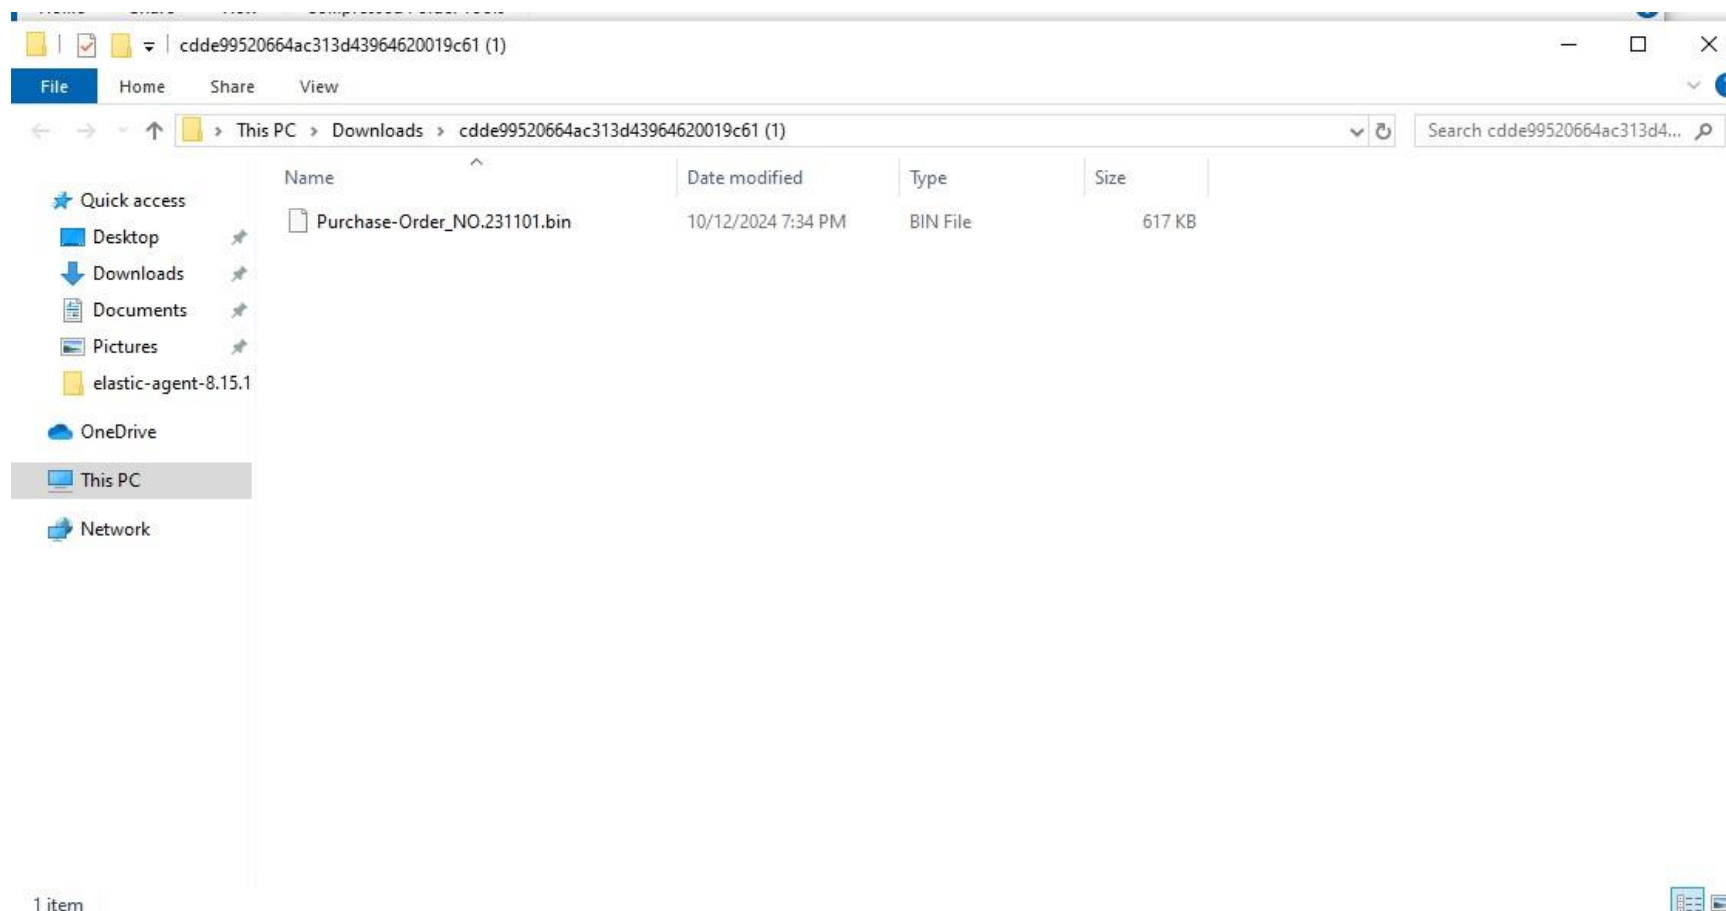 cdde99520664ac313d43964620019c61 (1)
File Home Share View
This PC > Downloads > cdde99520664ac313d43964620019c61 (1)
Search cdde99520664ac313d4...
Name Date modified Type Size
Purchase-Order_NO.231101.bin 10/12/2024 7:34 PM BIN File 617 KB
Quick access
Desktop
Downloads
Documents
Pictures
elastic-agent-8.15.1
OneDrive
This PC
Network
1 item